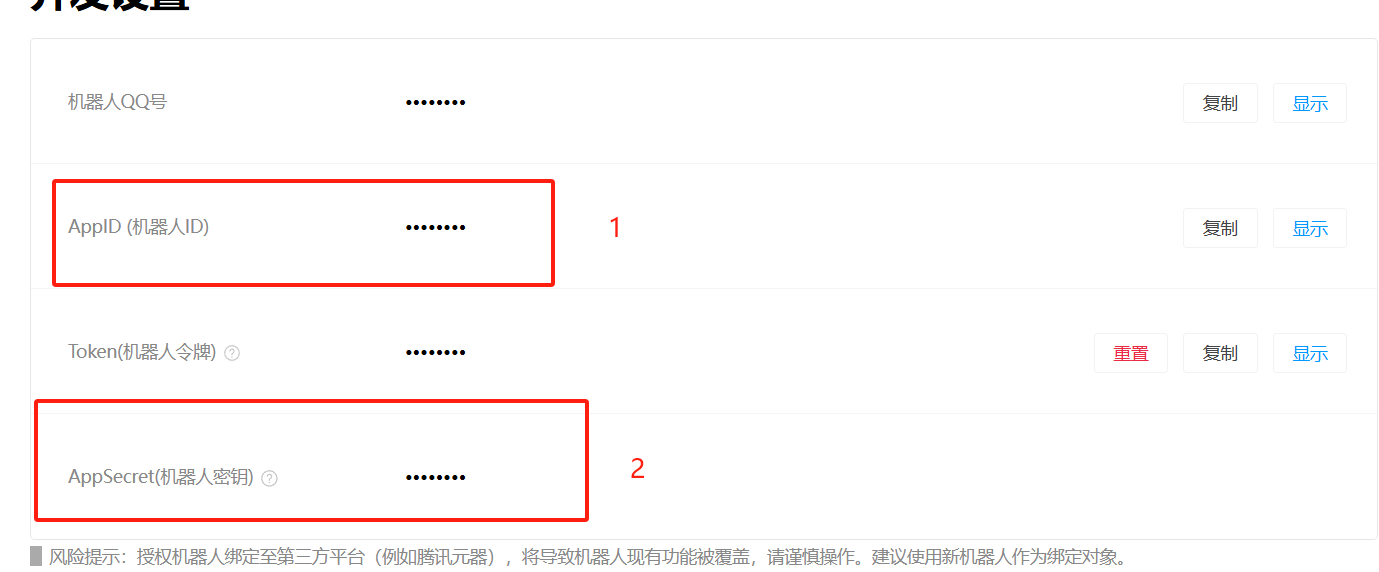 开发设置
机器人QQ号 •••••••• 复制 显示
AppID (机器人ID) •••••••• 1 复制 显示
Token(机器人令牌) ? •••••••• 重置 复制 显示
AppSecret(机器人密钥) ? •••••••• 2
风险提示：授权机器人绑定至第三方平台（例如腾讯元器），将导致机器人现有功能被覆盖，请谨慎操作。建议使用新机器人作为绑定对象。